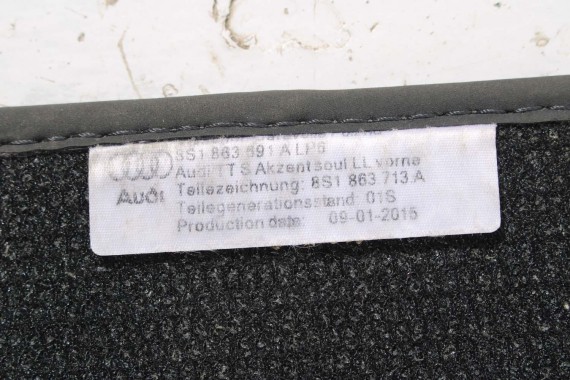 8S1 863 691 A LP6
Audi TT S Akzent soul LL vorne
Teilezeichnung: 8S1 863 713.A
Teilegenerationsstand: 01S
Production date: 09-01-2015
Audi